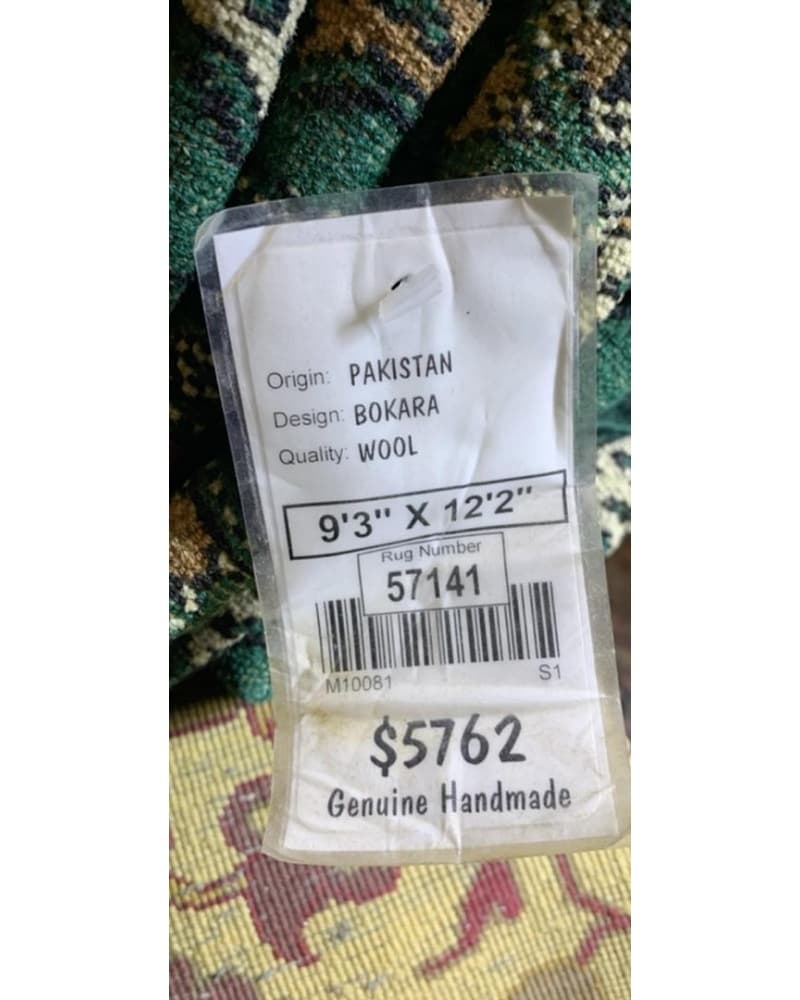 Origin: PAKISTAN
Design: BOKARA
Quality: WOOL
9'3" X 12'2"
Rug Number
57141
M10081 S1
$5762
Genuine Handmade